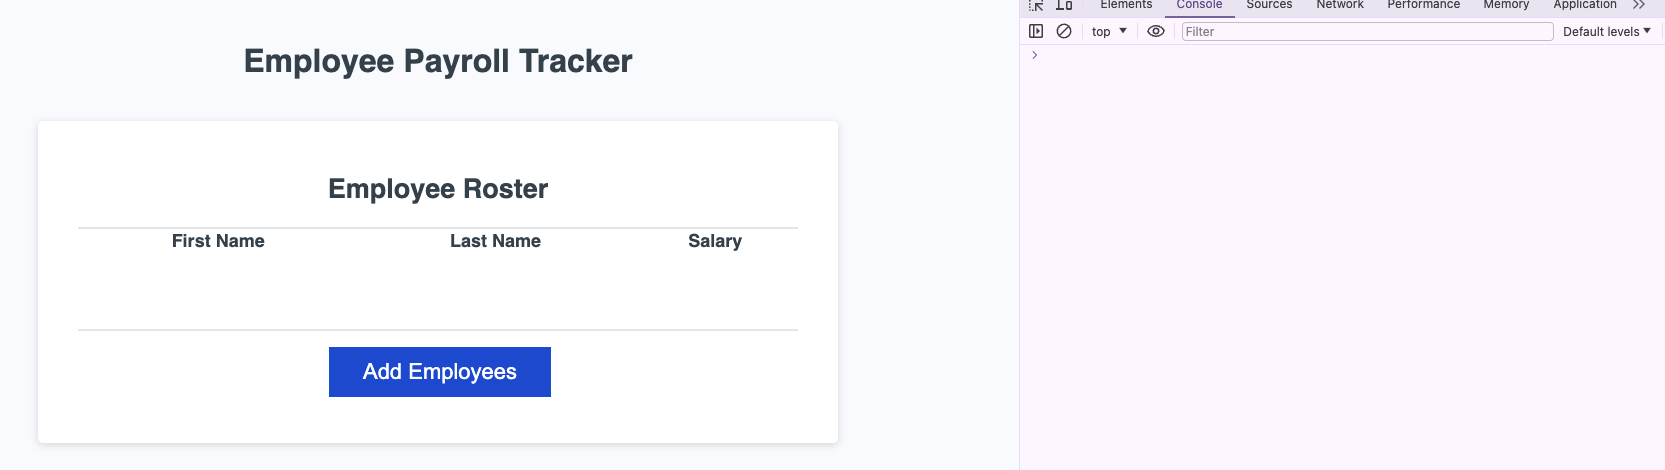 Employee Payroll Tracker
Employee Roster
First Name Last Name Salary
Add Employees
Elements Console Sources Network Performance Memory Application
top Filter Default levels